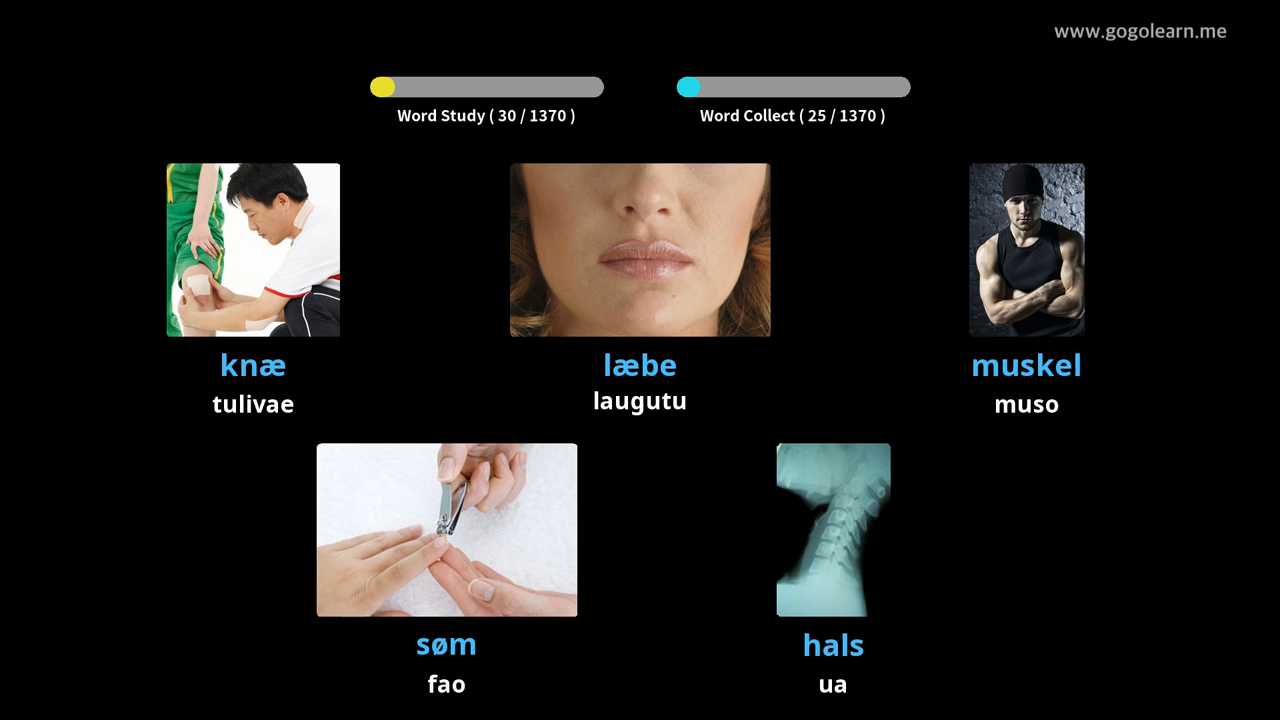 www.gogolearn.me
Word Study ( 30 / 1370 )
Word Collect ( 25 / 1370 )
knæ
tulivae
læbe
laugutu
muskel
muso
søm
fao
hals
ua